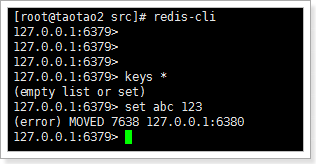 [root@taotao2 src]# redis-cli
127.0.0.1:6379>
127.0.0.1:6379>
127.0.0.1:6379>
127.0.0.1:6379> keys *
(empty list or set)
127.0.0.1:6379> set abc 123
(error) MOVED 7638 127.0.0.1:6380
127.0.0.1:6379>